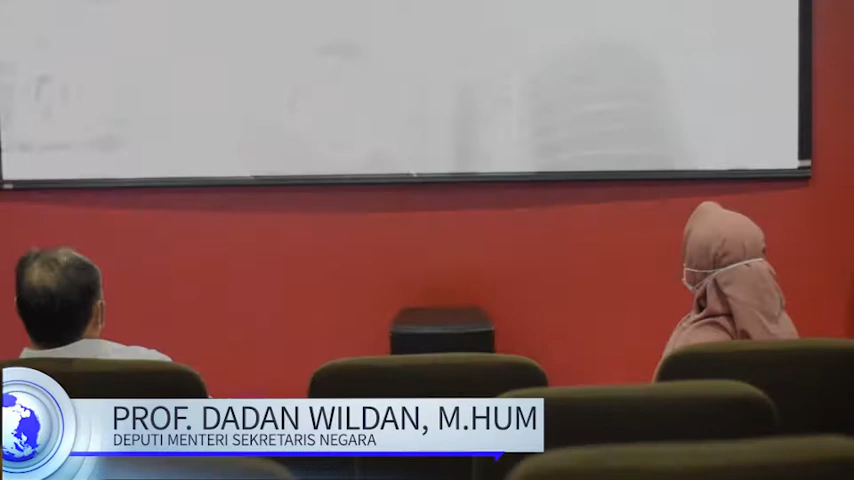 PROF. DADAN WILDAN, M.HUM
DEPUTI MENTERI SEKRETARIS NEGARA